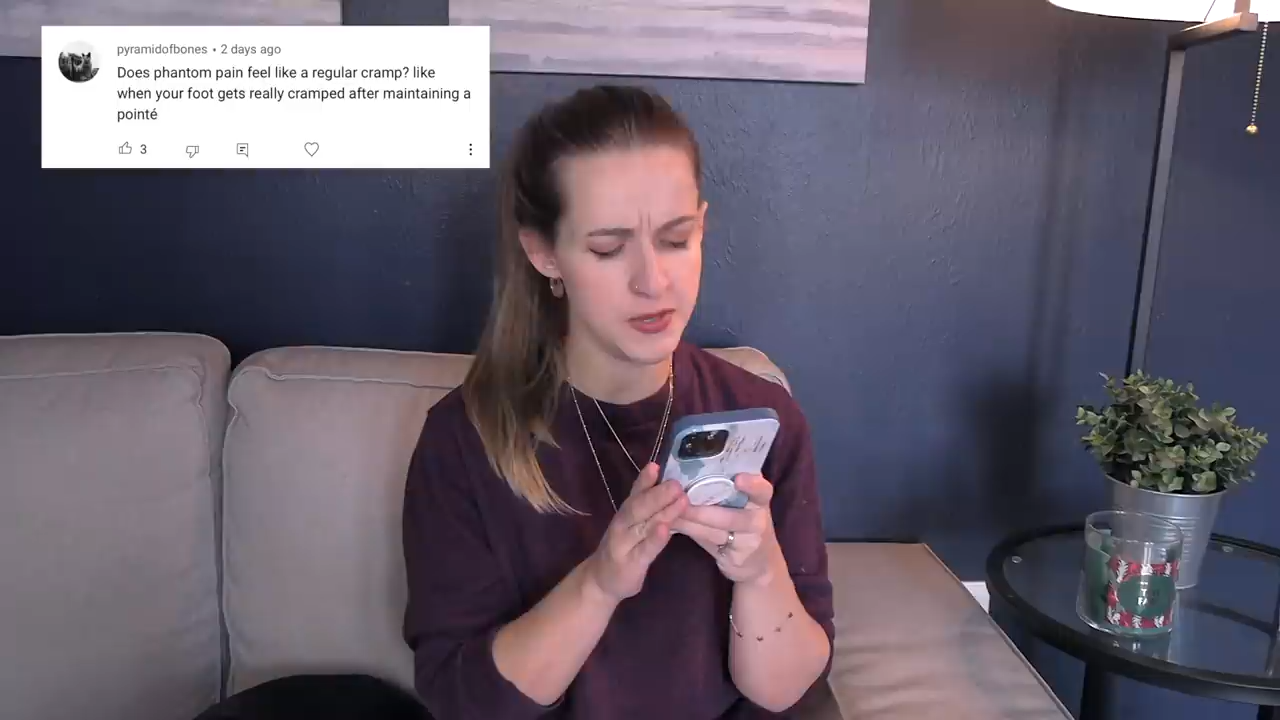 pyramidofbones • 2 days ago
Does phantom pain feel like a regular cramp? like
when your foot gets really cramped after maintaining a
pointé
3